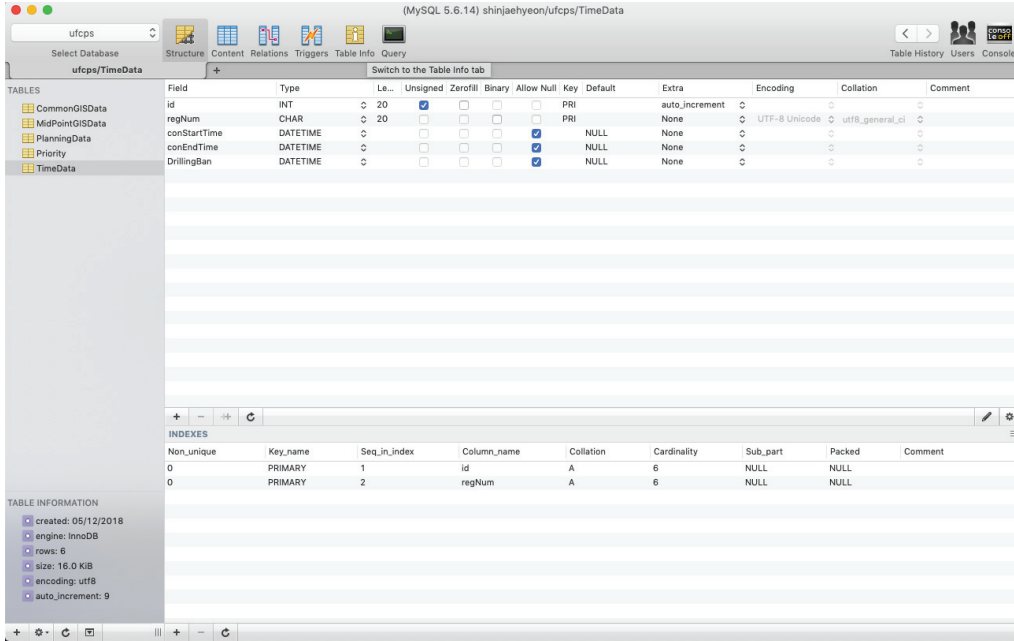 (MySQL 5.6.14) shinjaehyeon/ufcps/TimeData
ufcps
Select Database
Structure Content Relations Triggers Table Info Query
Table History Users Console
conso
le off
ufcps/TimeData +
Switch to the Table Info tab
TABLES
CommonGISData
MidPointGISData
PlanningData
Priority
TimeData
Field Type Le... Unsigned Zerofill Binary Allow Null Key Default Extra Encoding Collation Comment
id INT 20 PRI auto_increment
regNum CHAR 20 PRI None UTF-8 Unicode utf8_general_ci
conStartTime DATETIME NULL None
conEndTime DATETIME NULL None
DrillingBan DATETIME NULL None
INDEXES
Non_unique Key_name Seq_in_index Column_name Collation Cardinality Sub_part Packed Comment
0 PRIMARY 1 id A 6 NULL NULL
0 PRIMARY 2 regNum A 6 NULL NULL
TABLE INFORMATION
created: 05/12/2018
engine: InnoDB
rows: 6
size: 16.0 KiB
encoding: utf8
auto_increment: 9